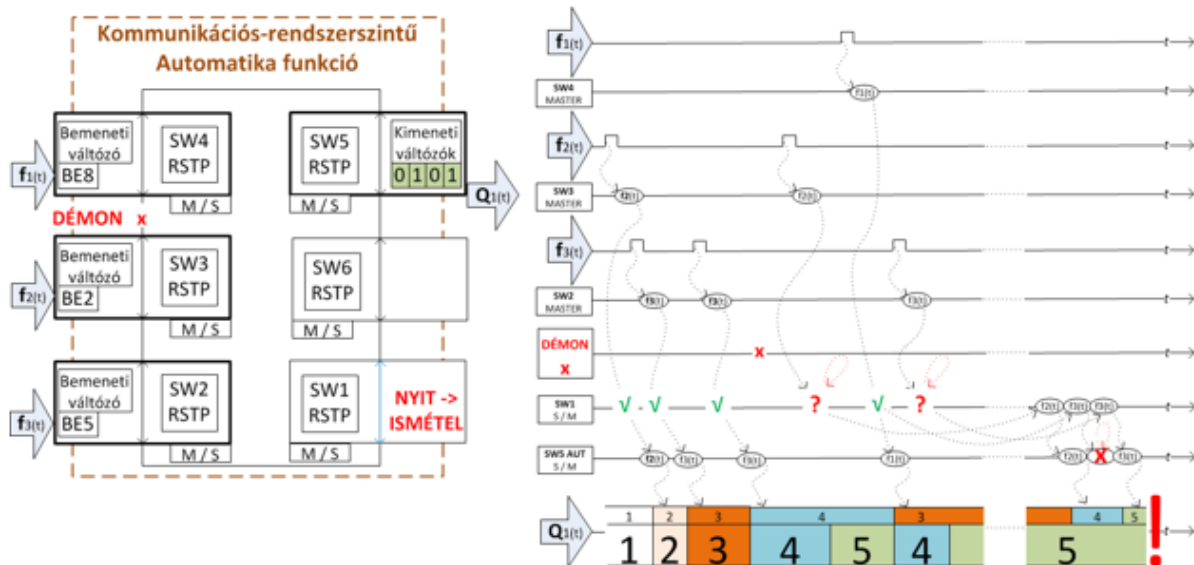 Kommunikációs-rendszerszintű
Automatika funkció
f1(t)
Bemeneti
változó
BE8
SW4
RSTP
M / S
SW5
RSTP
M / S
Kimeneti
változók
0 1 0 1
Q1(t)
DÉMON x
f2(t)
Bemeneti
változó
BE2
SW3
RSTP
M / S
SW6
RSTP
M / S
f3(t)
Bemeneti
változó
BE5
SW2
RSTP
M / S
SW1
RSTP
M / S
NYIT ->
ISMÉTEL
f1(t)
t
SW4
MASTER
f1(t)
t
f2(t)
t
SW3
MASTER
f2(t) f2(t)
t
f3(t)
t
SW2
MASTER
f3(t) f3(t) f3(t)
t
DÉMON
x
x
t
SW1
S / M
√ √ √ ? √ ? f2(t) f3(t) f3(t)
t
SW5 AUT
S / M
f2(t) f3(t) f3(t) f1(t) f2(t) x f3(t)
t
Q1(t)
1 2 3 4 3 4 5
1 2 3 4 5 4 5
!
t